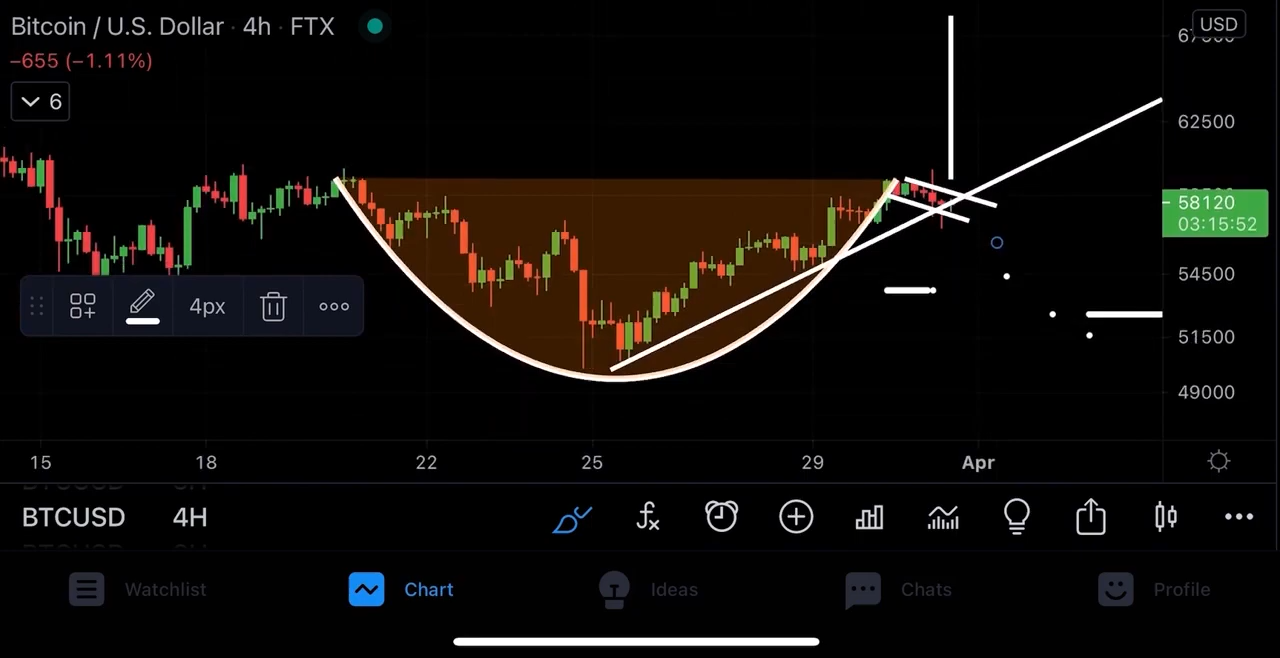 Bitcoin / U.S. Dollar · 4h · FTX
USD
−655 (−1.11%)
6
62500
58120
03:15:52
4px
54500
51500
49000
15 18 22 25 29 Apr
BTCUSD 4H
Watchlist Chart Ideas Chats Profile